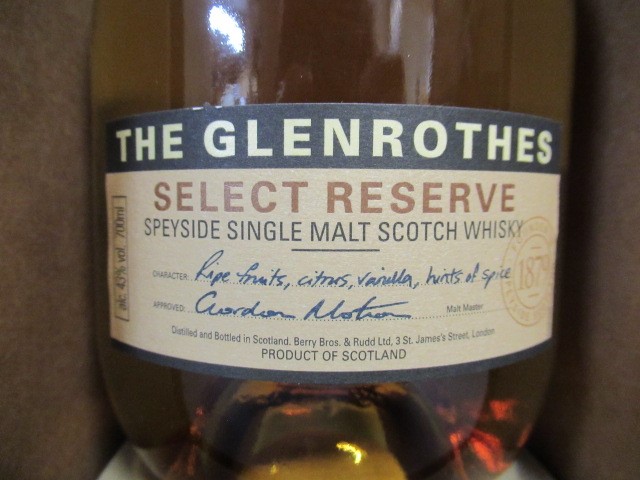 THE GLENROTHES
SELECT RESERVE
SPEYSIDE SINGLE MALT SCOTCH WHISKY
alc 43% vol 700ml
CHARACTER: Ripe fruits, citrus, vanilla, hints of spice
APPROVED: Gordon Motion Malt Master
Distilled and Bottled in Scotland. Berry Bros. & Rudd Ltd, 3 St. James's Street, London
PRODUCT OF SCOTLAND
1879